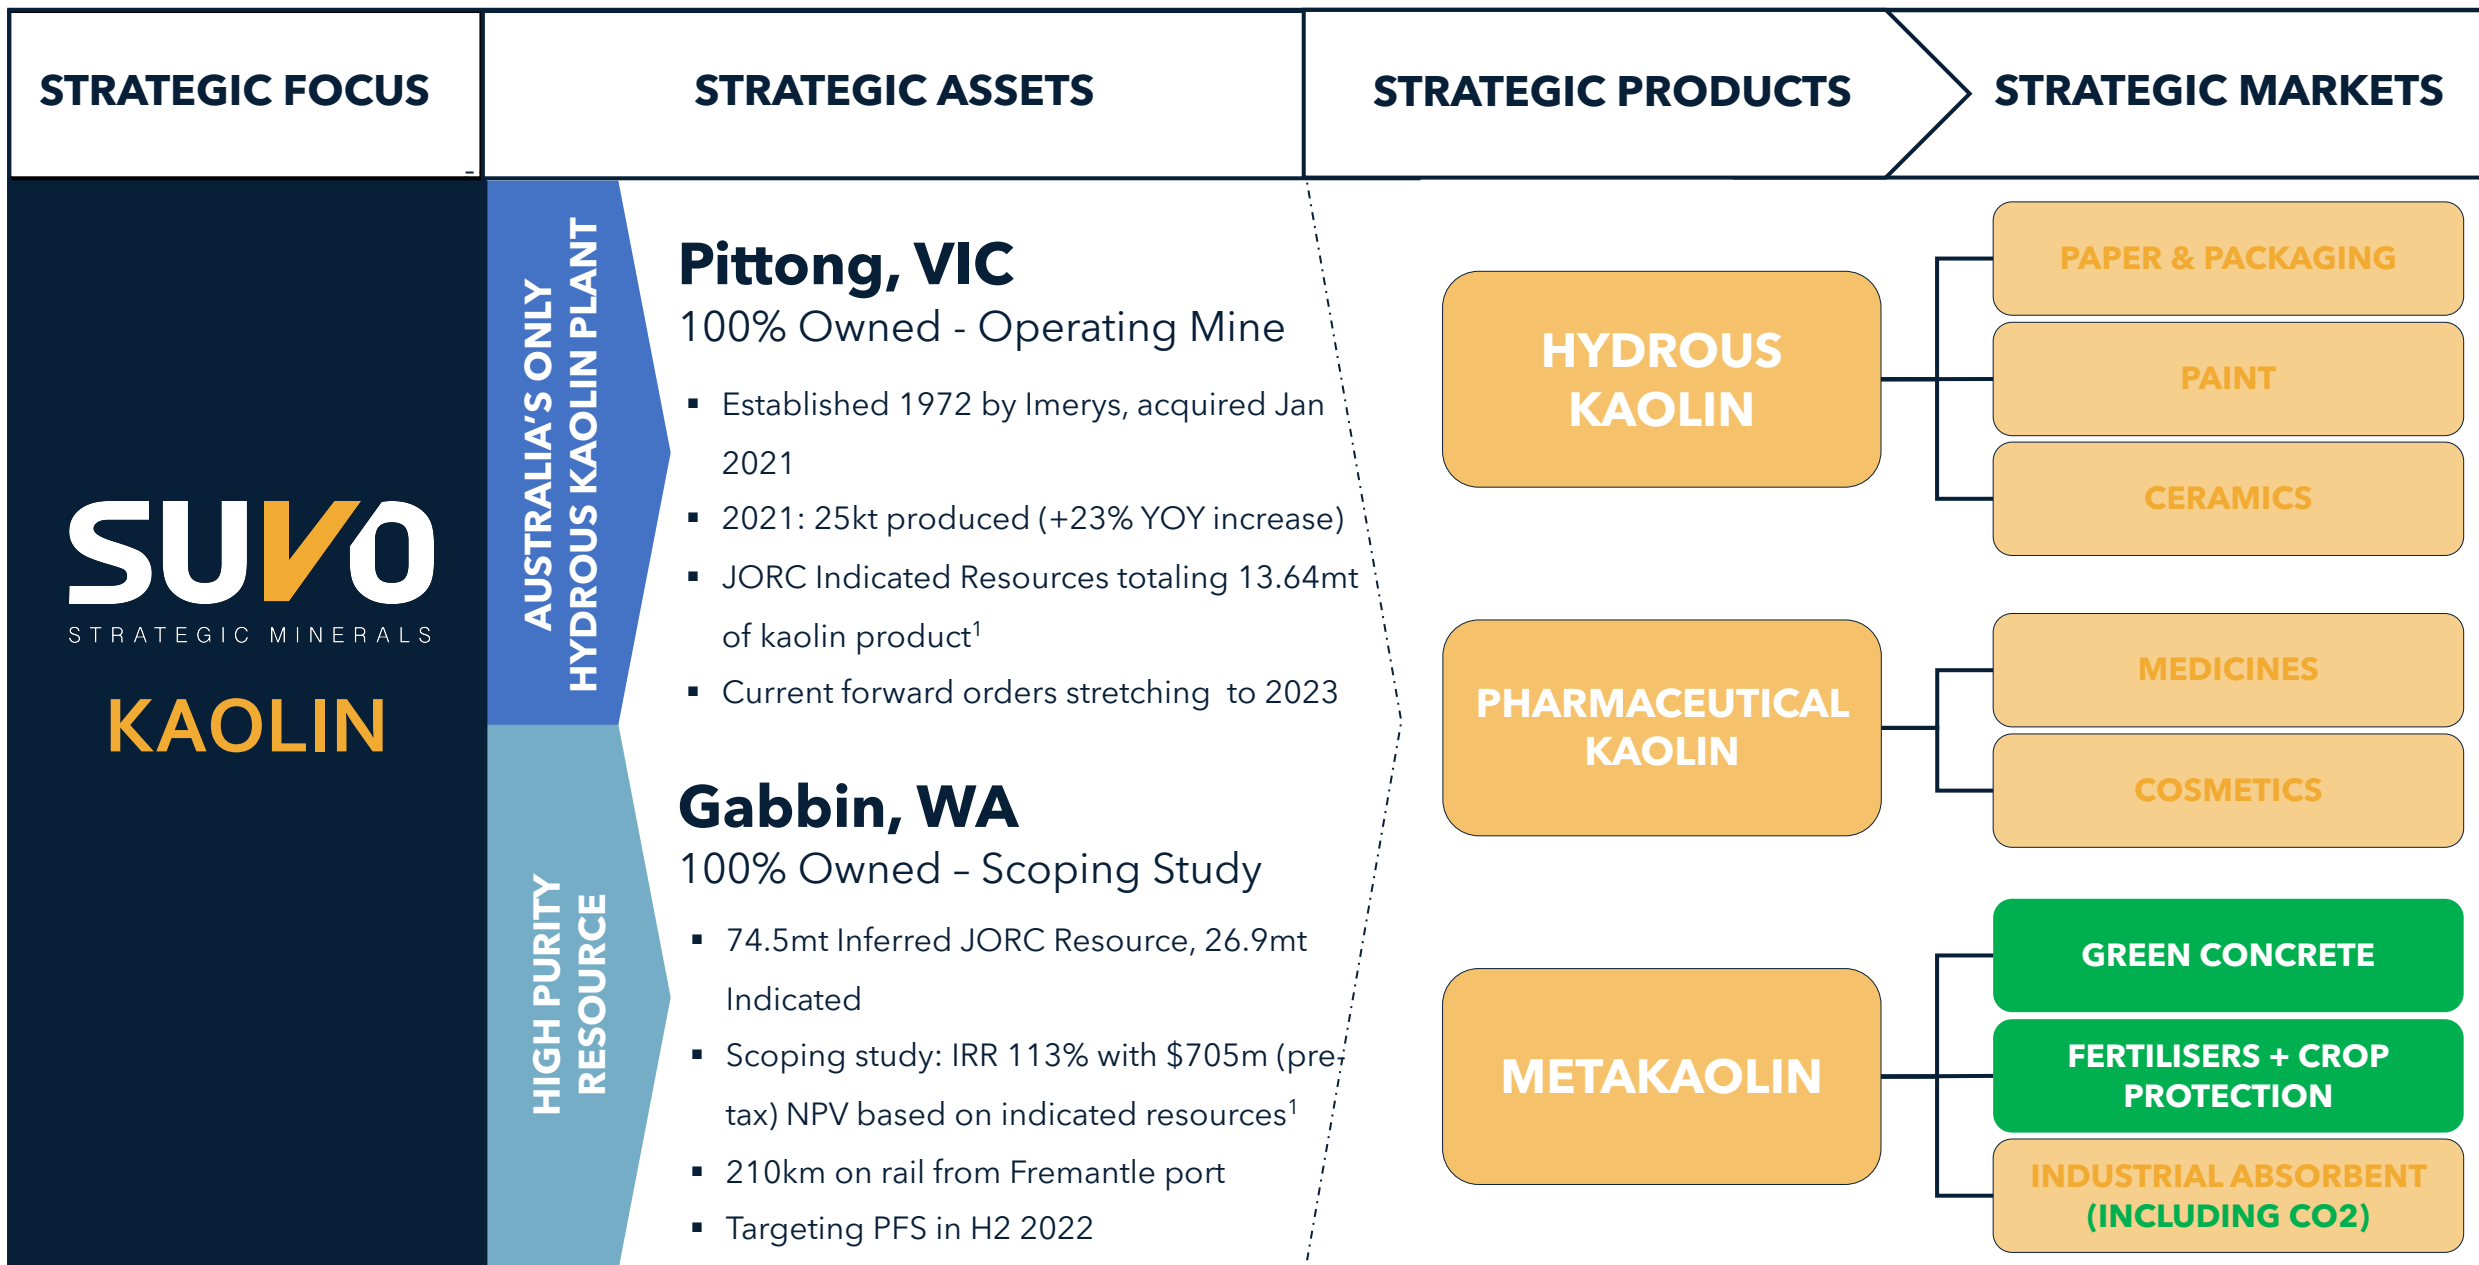 STRATEGIC FOCUS
STRATEGIC ASSETS
STRATEGIC PRODUCTS
STRATEGIC MARKETS
SUVO
STRATEGIC MINERALS
KAOLIN
AUSTRALIA'S ONLY
HYDROUS KAOLIN PLANT
Pittong, VIC
100% Owned - Operating Mine
▪ Established 1972 by Imerys, acquired Jan
2021
▪ 2021: 25kt produced (+23% YOY increase)
▪ JORC Indicated Resources totaling 13.64mt
of kaolin product¹
▪ Current forward orders stretching to 2023
HIGH PURITY
RESOURCE
Gabbin, WA
100% Owned – Scoping Study
▪ 74.5mt Inferred JORC Resource, 26.9mt
Indicated
▪ Scoping study: IRR 113% with $705m (pre-
tax) NPV based on indicated resources¹
▪ 210km on rail from Fremantle port
▪ Targeting PFS in H2 2022
HYDROUS
KAOLIN
PAPER & PACKAGING
PAINT
CERAMICS
PHARMACEUTICAL
KAOLIN
MEDICINES
COSMETICS
METAKAOLIN
GREEN CONCRETE
FERTILISERS + CROP
PROTECTION
INDUSTRIAL ABSORBENT
(INCLUDING CO2)